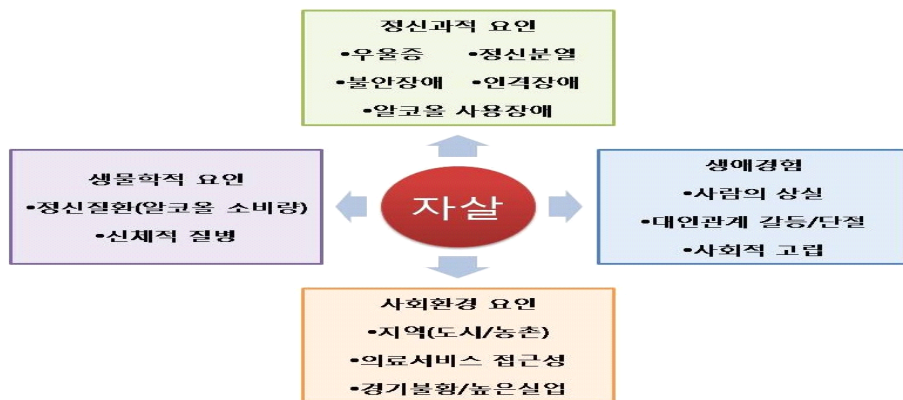 정신과적 요인
•우울증 •정신분열
•불안장애 •인격장애
•알코올 사용장애
생물학적 요인
•정신질환(알코올 소비량)
•신체적 질병
자살
생애경험
•사람의 상실
•대인관계 갈등/단절
•사회적 고립
사회환경 요인
•지역(도시/농촌)
•의료서비스 접근성
•경기불황/높은실업